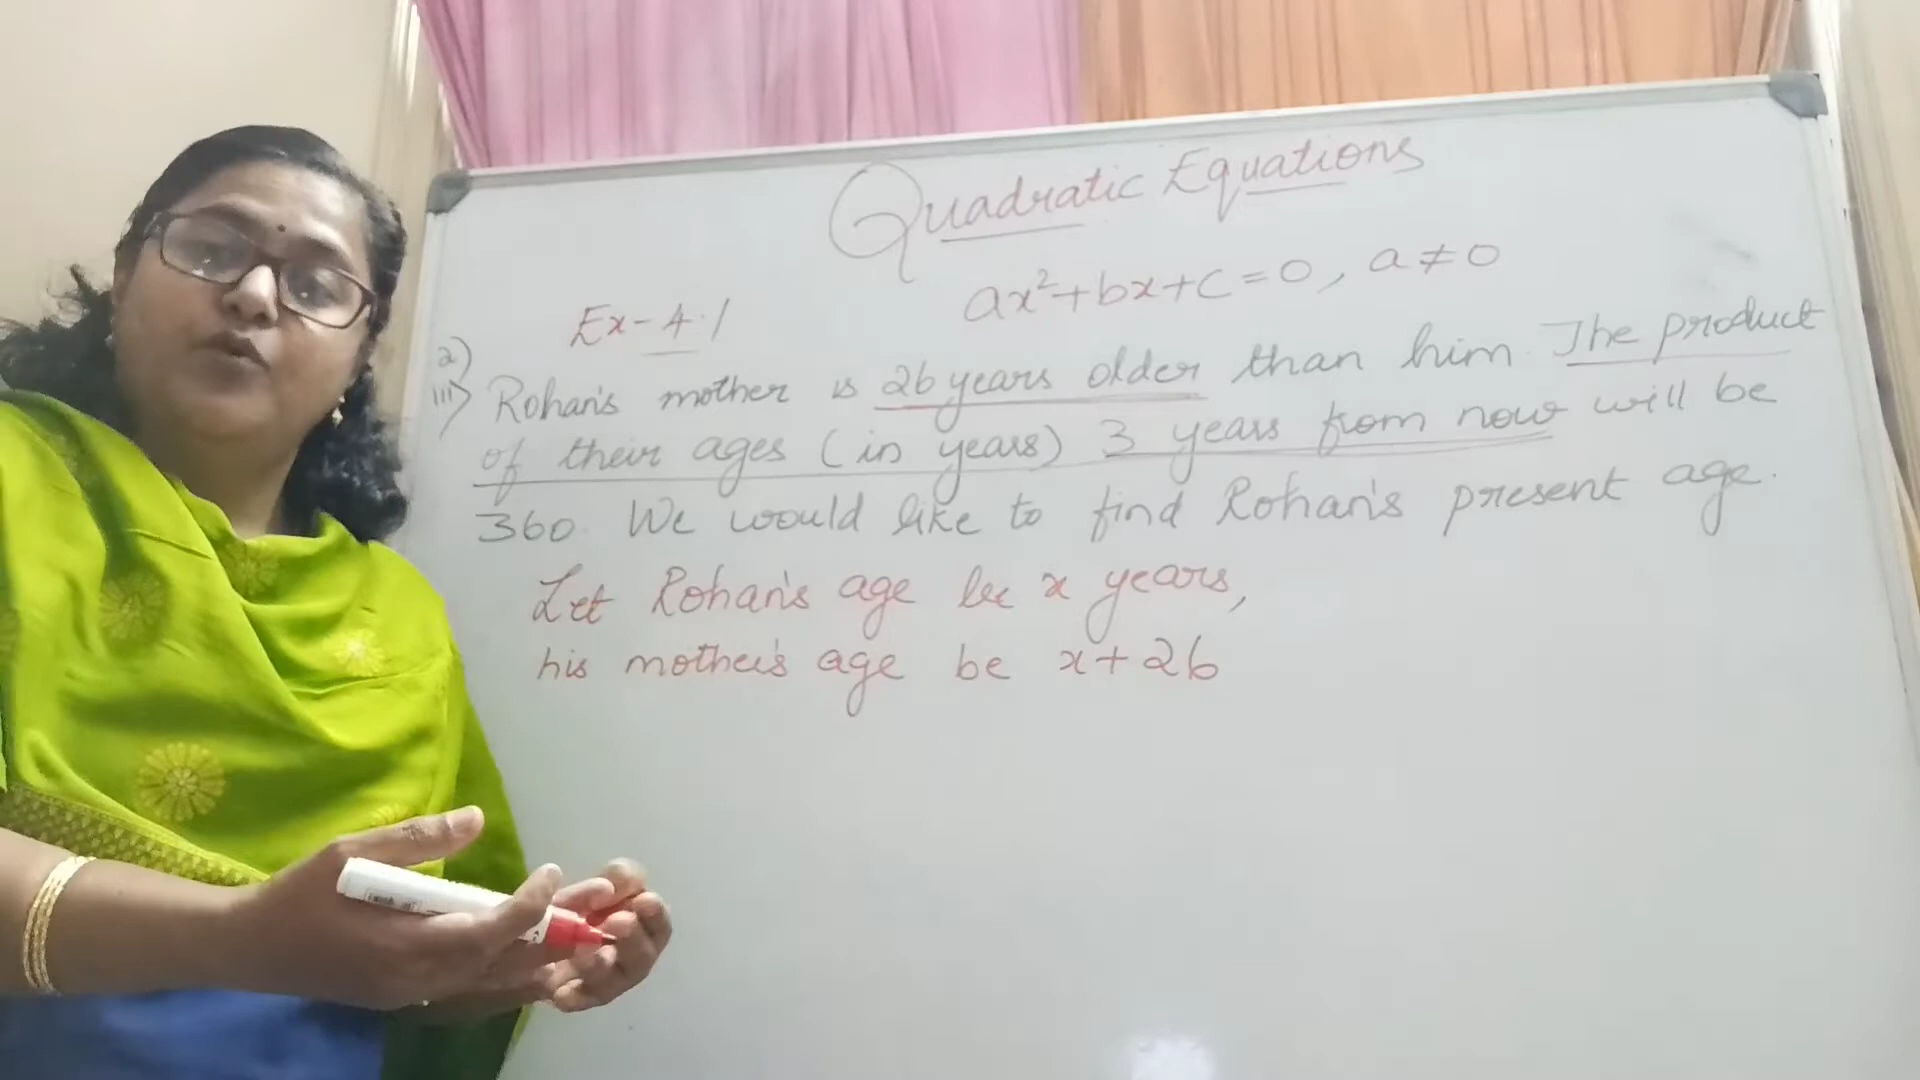 Quadratic Equations
ax²+bx+c=0, a≠0
Ex-4.1
2)
iii) Rohan's mother is 26 years older than him. The product
of their ages (in years) 3 years from now will be
360. We would like to find Rohan's present age.
Let Rohan's age be x years,
his mother's age be x+26